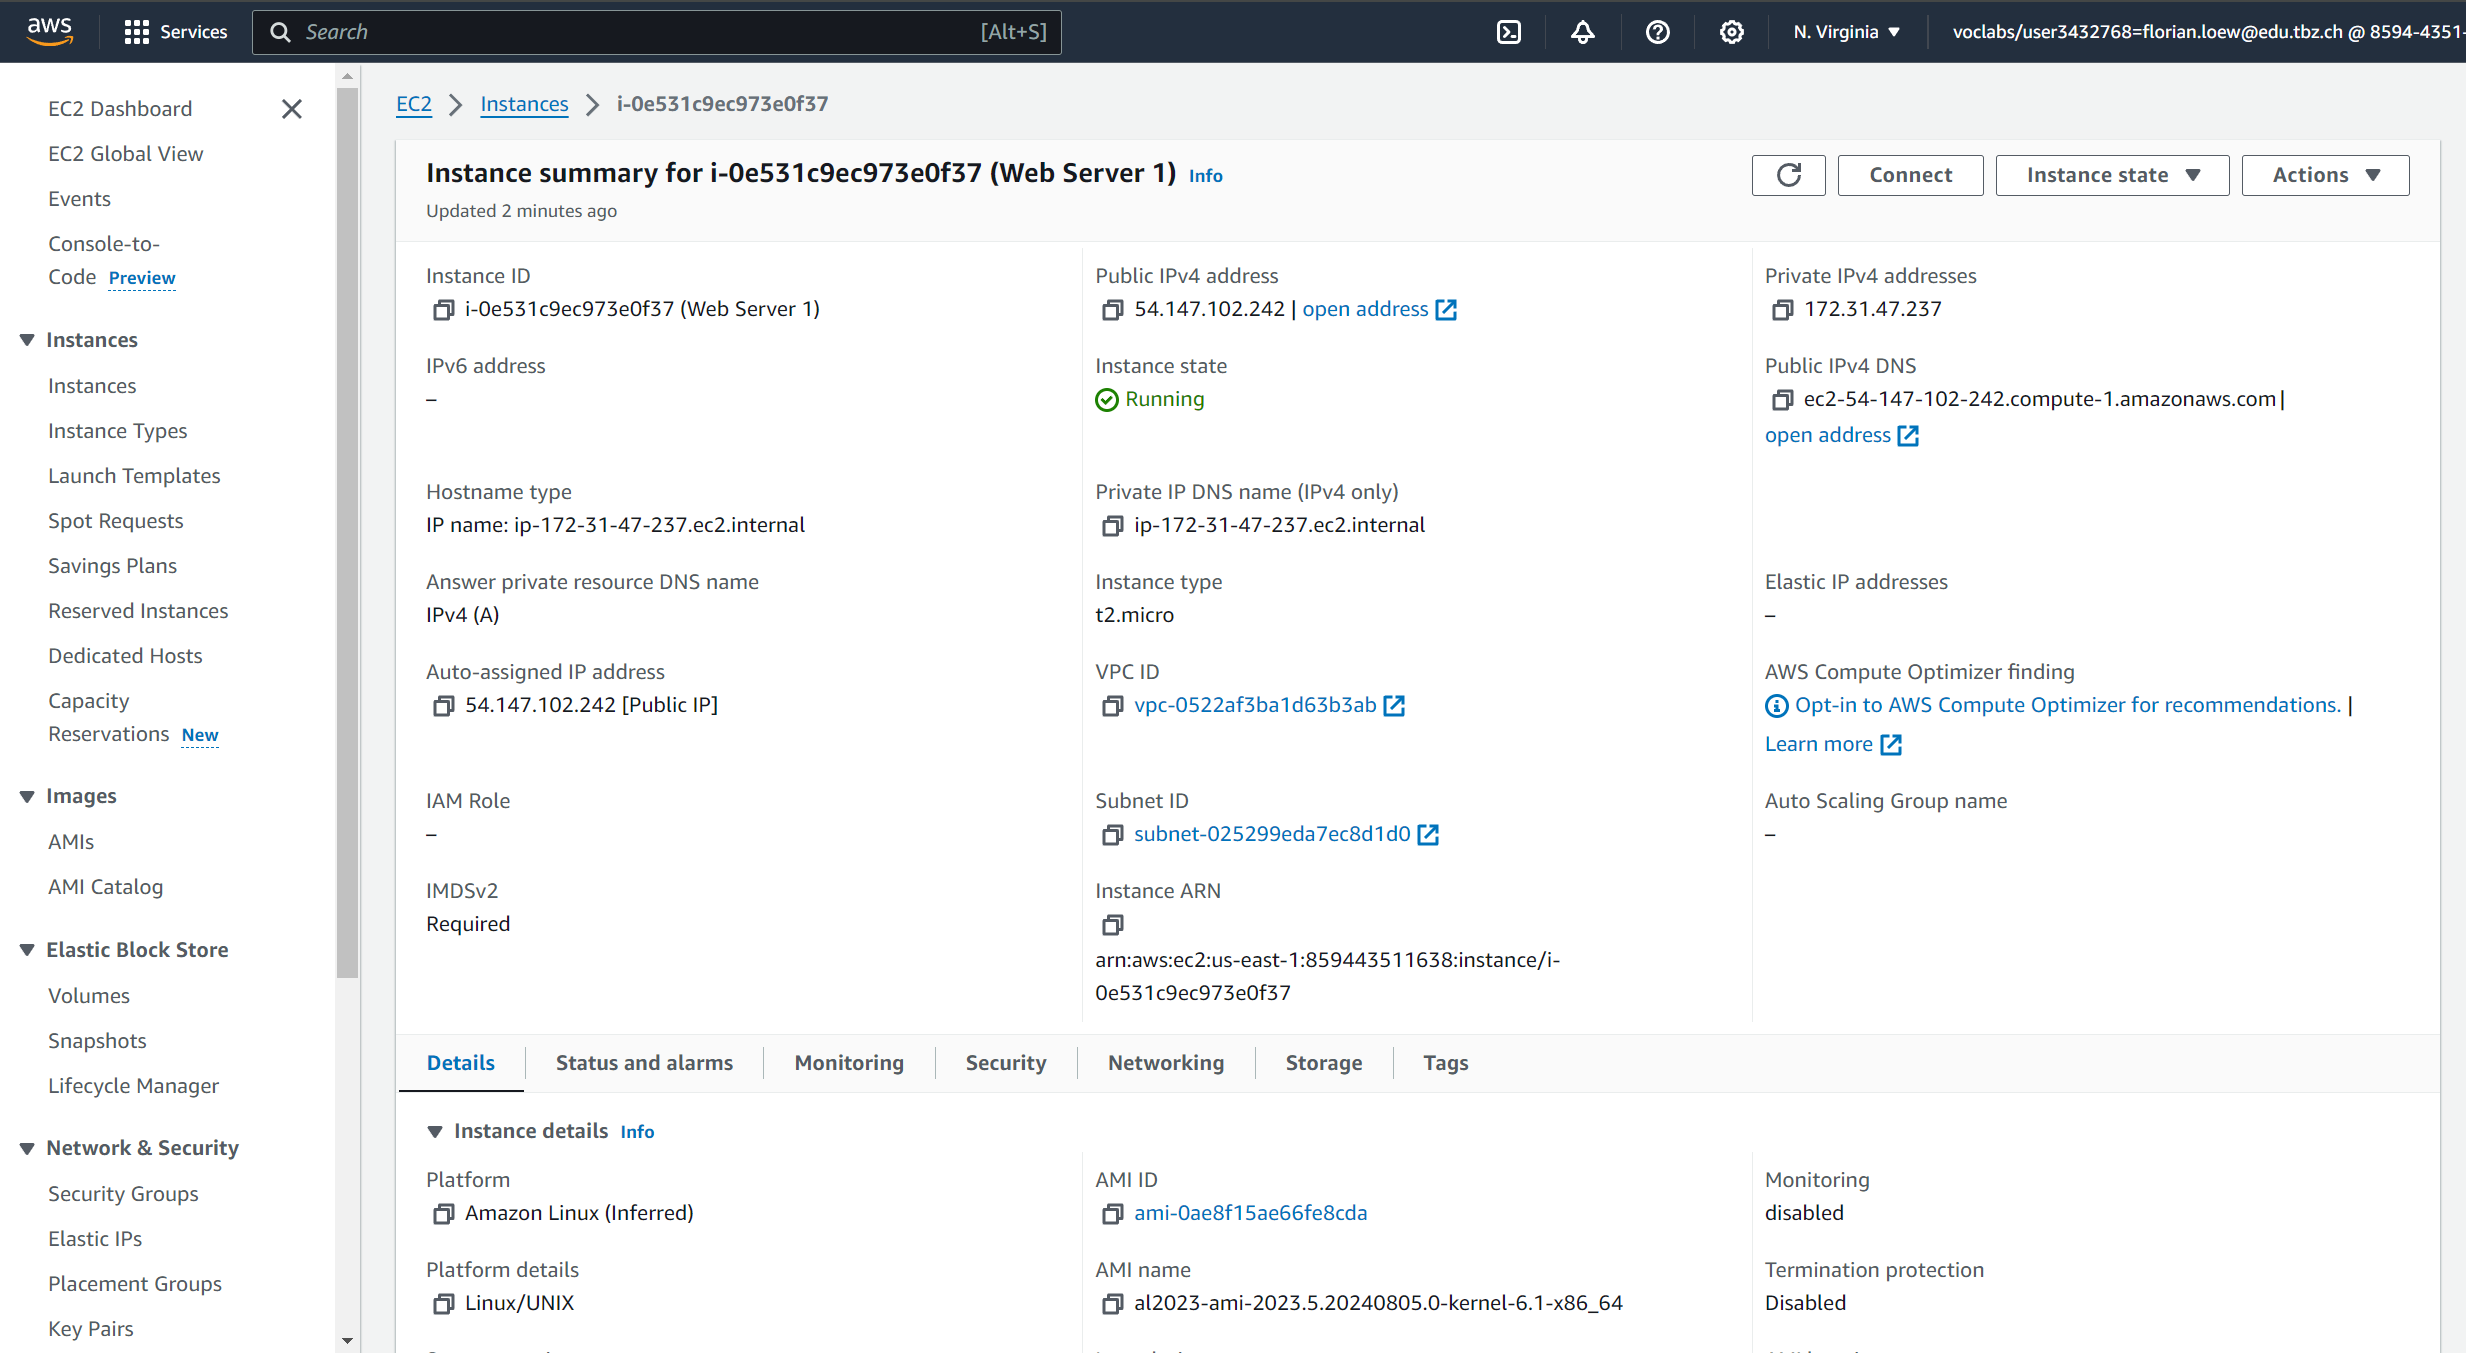 aws
Services
Search [Alt+S]
N. Virginia
voclabs/user3432768=florian.loew@edu.tbz.ch @ 8594-4351-
EC2 Dashboard
EC2 Global View
Events
Console-to-
Code Preview
Instances
Instances
Instance Types
Launch Templates
Spot Requests
Savings Plans
Reserved Instances
Dedicated Hosts
Capacity
Reservations New
Images
AMIs
AMI Catalog
Elastic Block Store
Volumes
Snapshots
Lifecycle Manager
Network & Security
Security Groups
Elastic IPs
Placement Groups
Key Pairs
EC2 > Instances > i-0e531c9ec973e0f37
Instance summary for i-0e531c9ec973e0f37 (Web Server 1) Info
Updated 2 minutes ago
Connect
Instance state
Actions
Instance ID
i-0e531c9ec973e0f37 (Web Server 1)
Public IPv4 address
54.147.102.242 | open address
Private IPv4 addresses
172.31.47.237
IPv6 address
–
Instance state
Running
Public IPv4 DNS
ec2-54-147-102-242.compute-1.amazonaws.com |
open address
Hostname type
IP name: ip-172-31-47-237.ec2.internal
Private IP DNS name (IPv4 only)
ip-172-31-47-237.ec2.internal
Answer private resource DNS name
IPv4 (A)
Instance type
t2.micro
Elastic IP addresses
–
Auto-assigned IP address
54.147.102.242 [Public IP]
VPC ID
vpc-0522af3ba1d63b3ab
AWS Compute Optimizer finding
Opt-in to AWS Compute Optimizer for recommendations. |
Learn more
IAM Role
–
Subnet ID
subnet-025299eda7ec8d1d0
Auto Scaling Group name
–
IMDSv2
Required
Instance ARN
arn:aws:ec2:us-east-1:859443511638:instance/i-
0e531c9ec973e0f37
Details
Status and alarms
Monitoring
Security
Networking
Storage
Tags
Instance details Info
Platform
Amazon Linux (Inferred)
AMI ID
ami-0ae8f15ae66fe8cda
Monitoring
disabled
Platform details
Linux/UNIX
AMI name
al2023-ami-2023.5.20240805.0-kernel-6.1-x86_64
Termination protection
Disabled